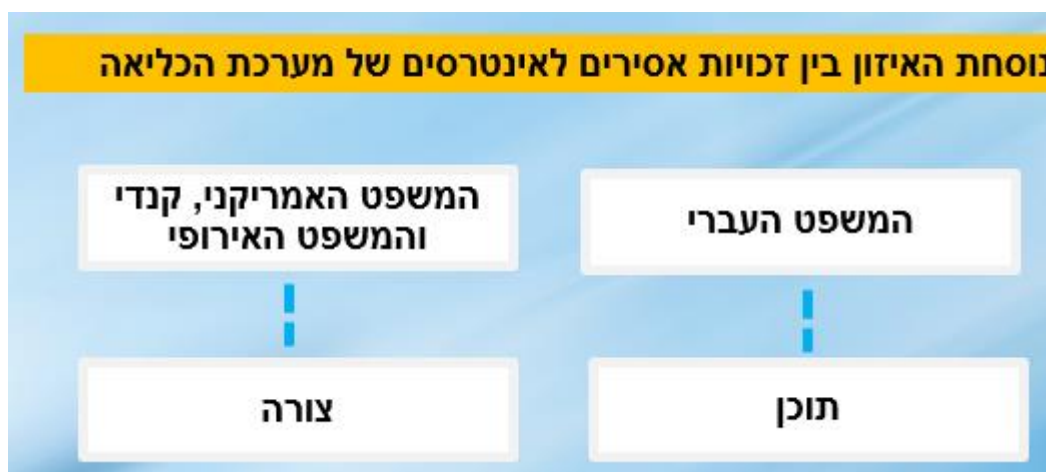 נוסחת האיזון בין זכויות אסירים לאינטרסים של מערכת הכליאה
המשפט העברי
המשפט האמריקני, קנדי
והמשפט האירופי
תוכן
צורה